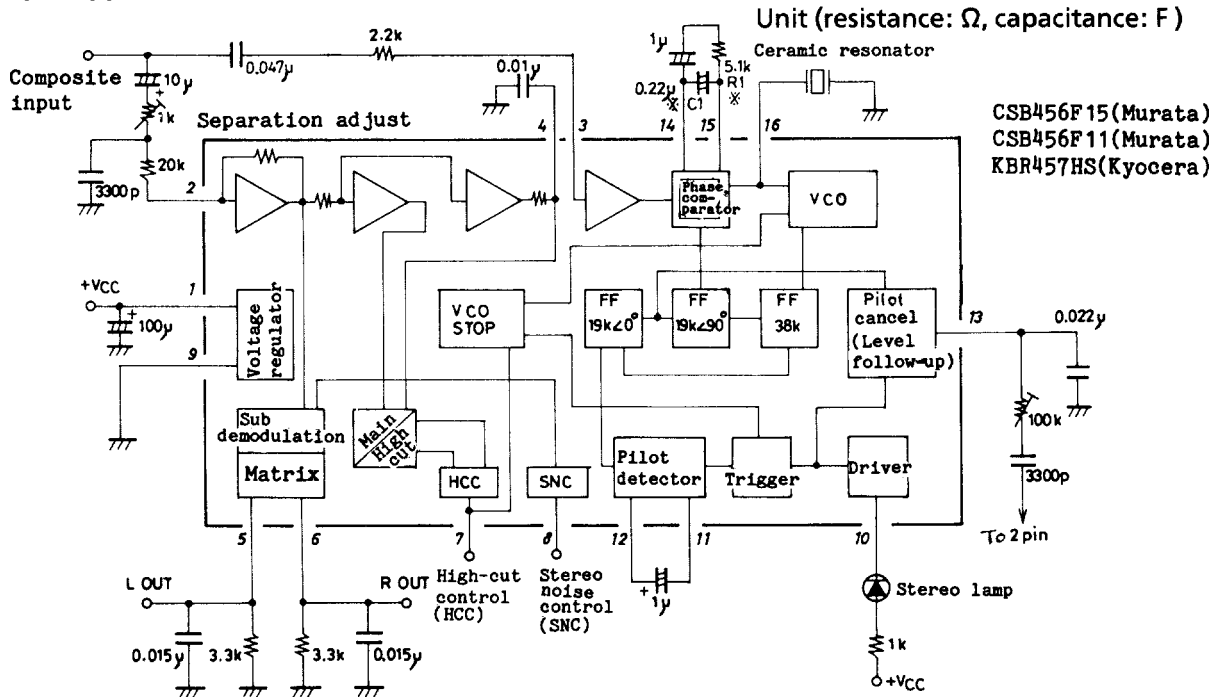 Unit (resistance: Ω, capacitance: F)
Composite input
10µ
+
1k
0.047µ
2.2k
0.01µ
1µ
5.1k
R1
※
0.22µ
※
C1
Ceramic resonator
CSB456F15(Murata)
CSB456F11(Murata)
KBR457HS(Kyocera)
Separation adjust
4
3
14
15
16
3300p
20k
2
Phase com-parator
VCO
+VCC
1
+
100µ
9
Voltage regulator
VCO STOP
FF 19k∠0°
FF 19k∠90°
FF 38k
Pilot cancel (Level follow-up)
13
0.022µ
100k
3300p
To 2 pin
Sub demodulation
Matrix
Main
High cut
HCC
SNC
Pilot detector
Trigger
Driver
5
6
7
8
12
11
10
L OUT
R OUT
High-cut control (HCC)
Stereo noise control (SNC)
+
1µ
Stereo lamp
0.015µ
3.3k
3.3k
0.015µ
1k
+VCC